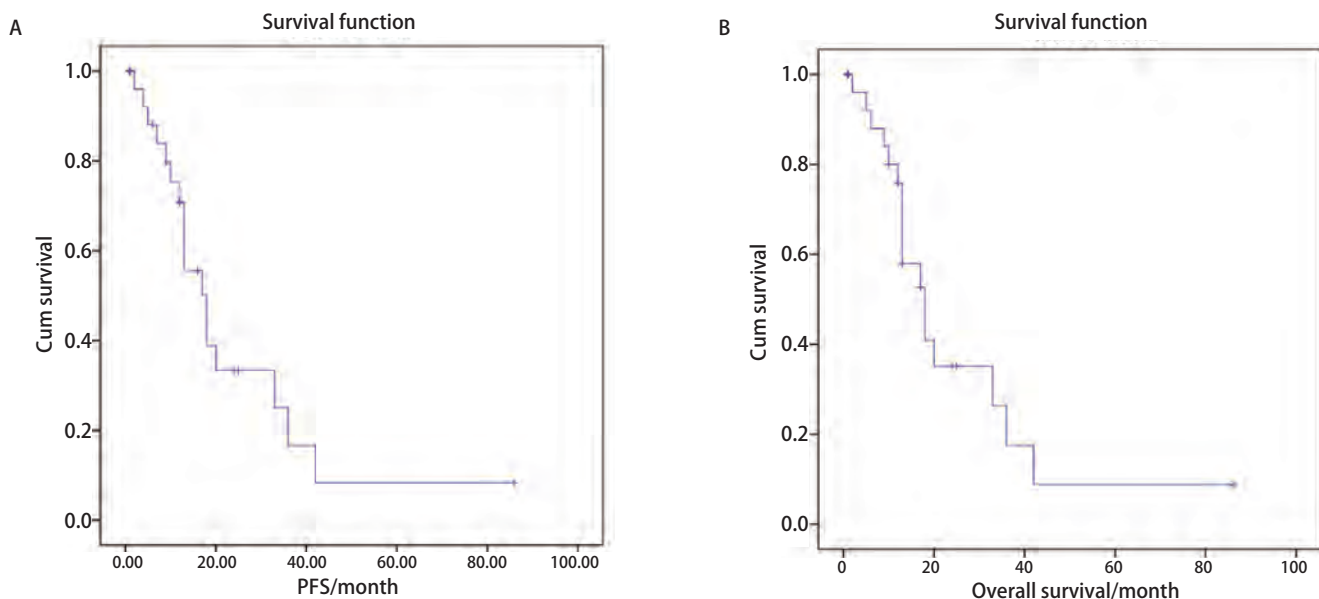 A
Survival function
1.0
0.8
0.6
0.4
0.2
0.0
Cum survival
0.00 20.00 40.00 60.00 80.00 100.00
PFS/month
B
Survival function
1.0
0.8
0.6
0.4
0.2
0.0
Cum survival
0 20 40 60 80 100
Overall survival/month